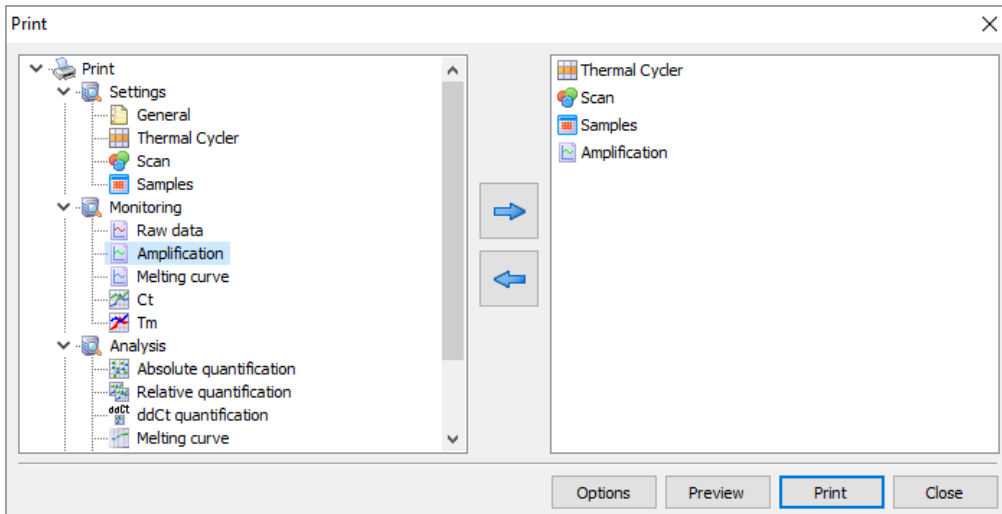 Print
Print
Settings
General
Thermal Cycler
Scan
Samples
Monitoring
Raw data
Amplification
Melting curve
Ct
Tm
Analysis
Absolute quantification
Relative quantification
ddCt
ddCt quantification
Melting curve
Thermal Cycler
Scan
Samples
Amplification
Options
Preview
Print
Close